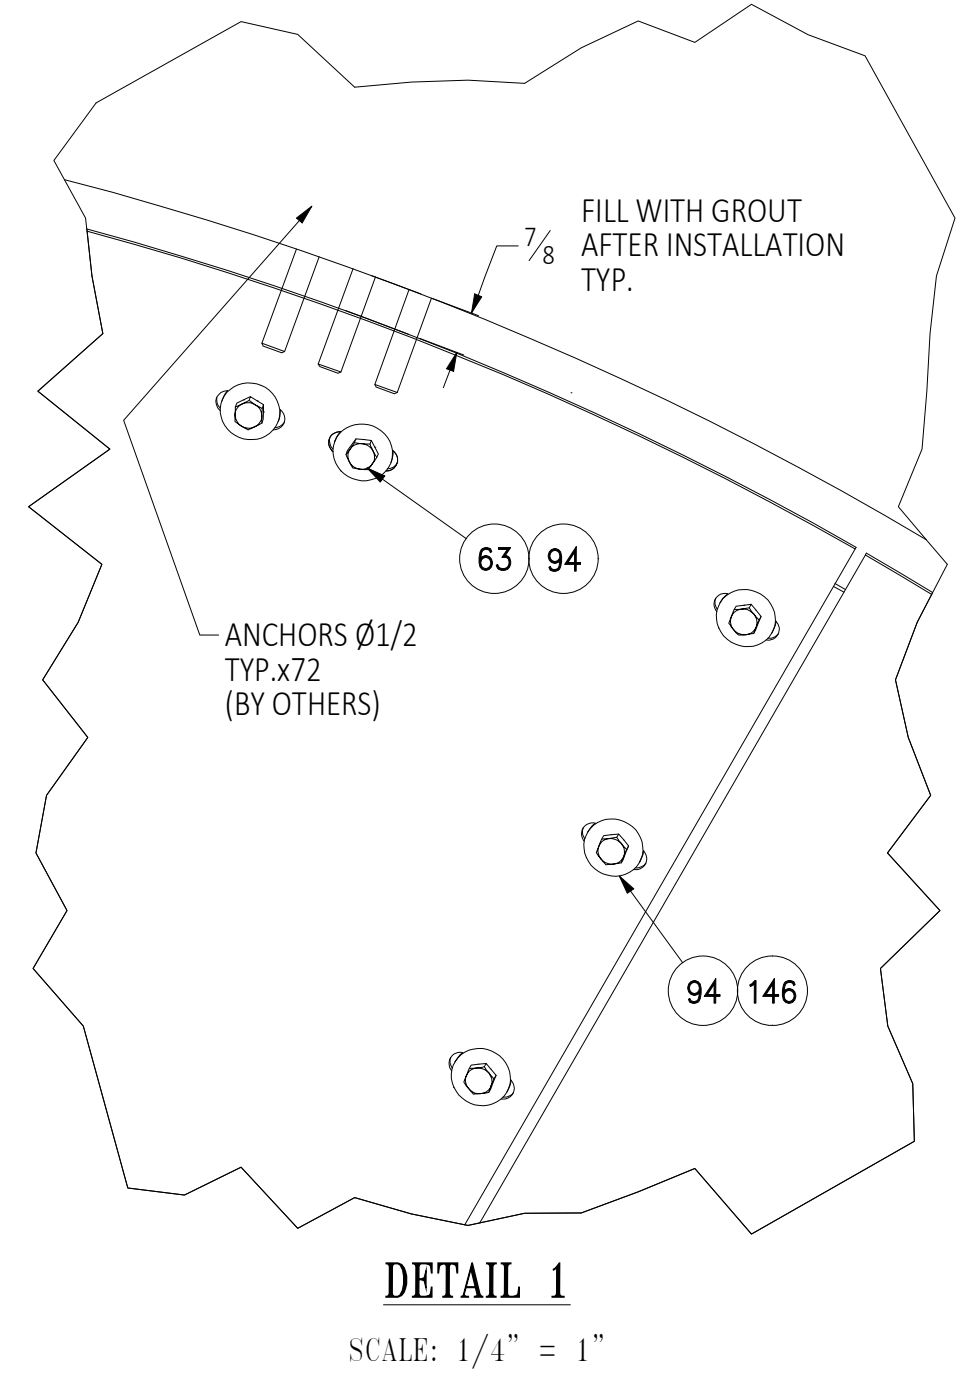 FILL WITH GROUT
7/8 AFTER INSTALLATION
TYP.
63 94
ANCHORS Ø1/2
TYP.x72
(BY OTHERS)
94 146
DETAIL 1
SCALE: 1/4” = 1”